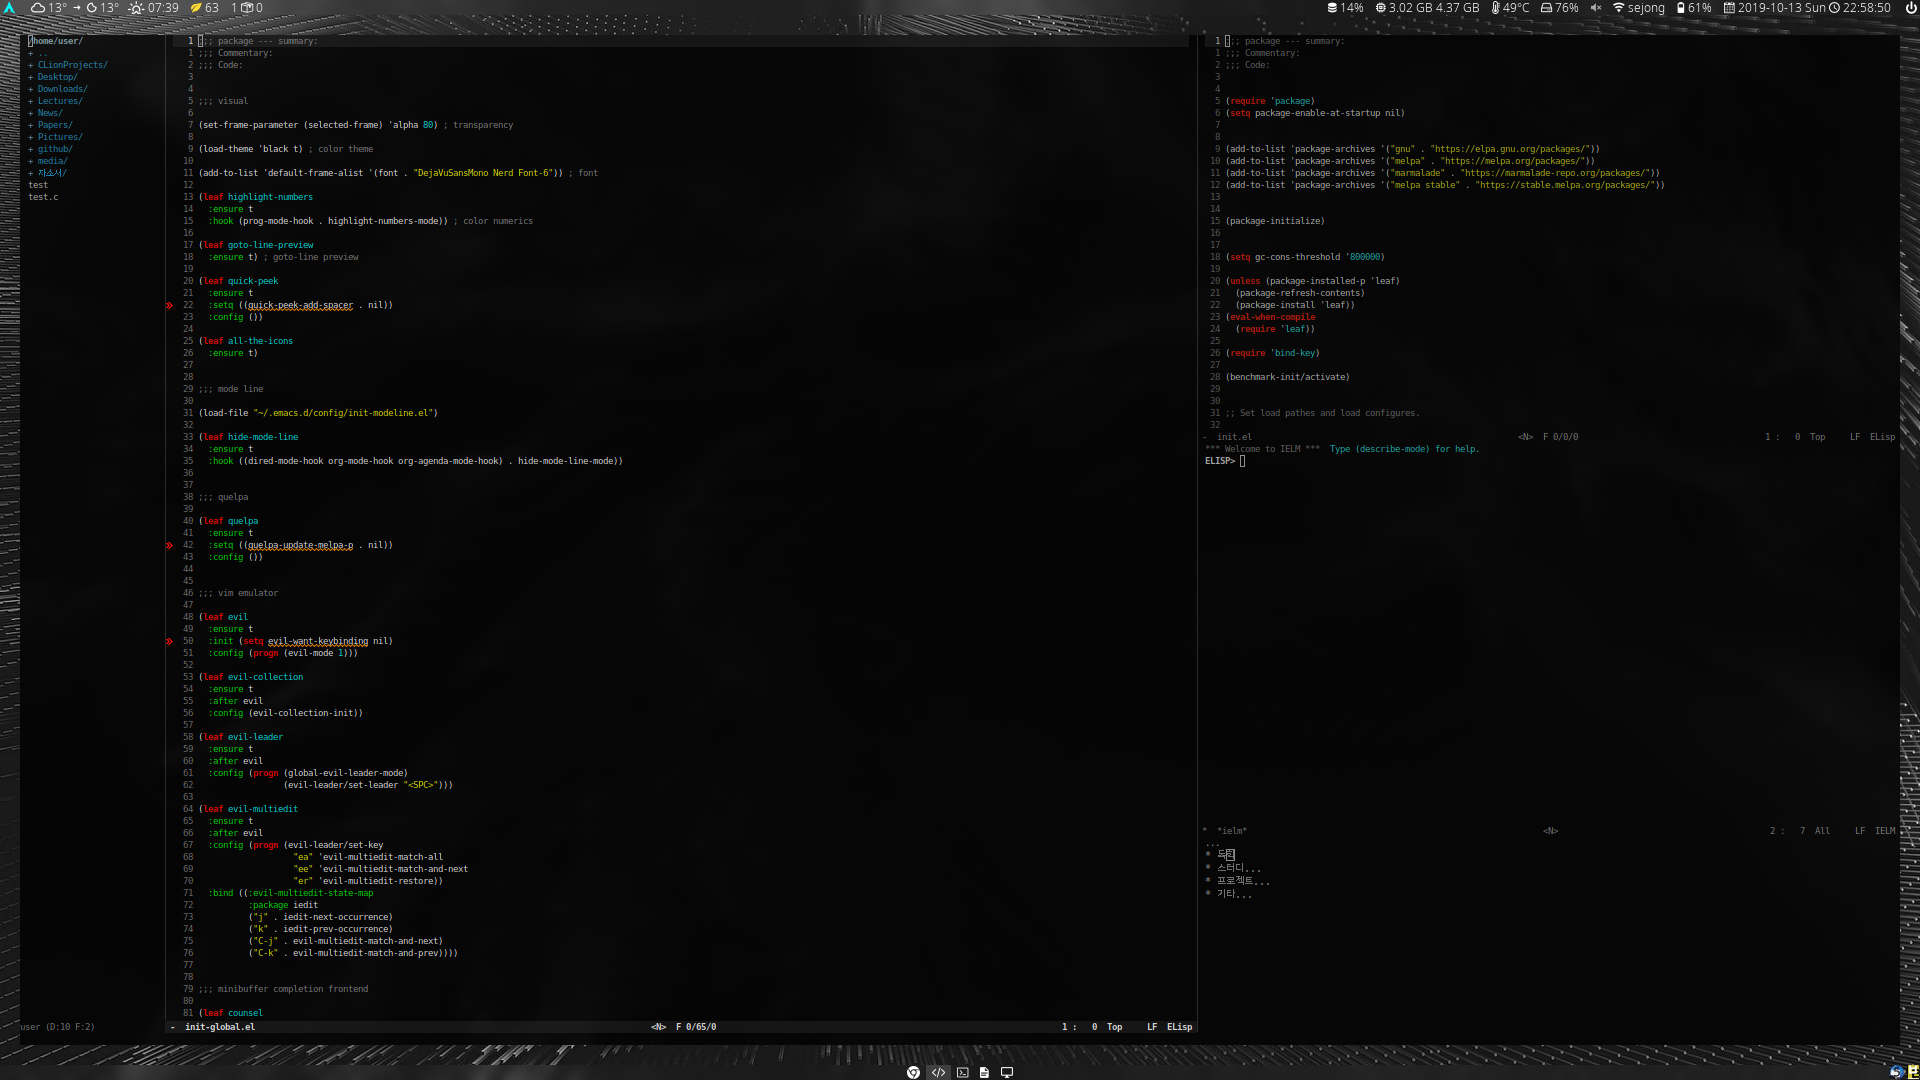 13° → 13° 07:39 63 1 0
14% 3.02 GB 4.37 GB 49°C 76% sejong 61% 2019-10-13 Sun 22:58:50
/home/user/
+ ..
+ CLionProjects/
+ Desktop/
+ Downloads/
+ Lectures/
+ News/
+ Papers/
+ Pictures/
+ github/
+ media/
+ 자소서/
test
test.c
user (D:10 F:2)
1 ;;; package --- summary:
1 ;;; Commentary:
2 ;;; Code:
3
4
5 ;;; visual
6
7 (set-frame-parameter (selected-frame) 'alpha 80) ; transparency
8
9 (load-theme 'black t) ; color theme
10
11 (add-to-list 'default-frame-alist '(font . "DejaVuSansMono Nerd Font-6")) ; font
12
13 (leaf highlight-numbers
14   :ensure t
15   :hook (prog-mode-hook . highlight-numbers-mode)) ; color numerics
16
17 (leaf goto-line-preview
18   :ensure t) ; goto-line preview
19
20 (leaf quick-peek
21   :ensure t
22   :setq ((quick-peek-add-spacer . nil))
23   :config ())
24
25 (leaf all-the-icons
26   :ensure t)
27
28
29 ;;; mode line
30
31 (load-file "~/.emacs.d/config/init-modeline.el")
32
33 (leaf hide-mode-line
34   :ensure t
35   :hook ((dired-mode-hook org-mode-hook org-agenda-mode-hook) . hide-mode-line-mode))
36
37
38 ;;; quelpa
39
40 (leaf quelpa
41   :ensure t
42   :setq ((quelpa-update-melpa-p . nil))
43   :config ())
44
45
46 ;;; vim emulator
47
48 (leaf evil
49   :ensure t
50   :init (setq evil-want-keybinding nil)
51   :config (progn (evil-mode 1)))
52
53 (leaf evil-collection
54   :ensure t
55   :after evil
56   :config (evil-collection-init))
57
58 (leaf evil-leader
59   :ensure t
60   :after evil
61   :config (progn (global-evil-leader-mode)
62                  (evil-leader/set-leader "<SPC>")))
63
64 (leaf evil-multiedit
65   :ensure t
66   :after evil
67   :config (progn (evil-leader/set-key
68                    "ea" 'evil-multiedit-match-all
69                    "ee" 'evil-multiedit-match-and-next
70                    "er" 'evil-multiedit-restore))
71   :bind ((:evil-multiedit-state-map
72           :package iedit
73           ("j" . iedit-next-occurrence)
74           ("k" . iedit-prev-occurrence)
75           ("C-j" . evil-multiedit-match-and-next)
76           ("C-k" . evil-multiedit-match-and-prev))))
77
78
79 ;;; minibuffer completion frontend
80
81 (leaf counsel
- init-global.el <N> F 0/65/0 1 : 0 Top LF ELisp
1 ;;; package --- summary:
1 ;;; Commentary:
2 ;;; Code:
3
4
5 (require 'package)
6 (setq package-enable-at-startup nil)
7
8
9 (add-to-list 'package-archives '("gnu" . "https://elpa.gnu.org/packages/"))
10 (add-to-list 'package-archives '("melpa" . "https://melpa.org/packages/"))
11 (add-to-list 'package-archives '("marmalade" . "https://marmalade-repo.org/packages/"))
12 (add-to-list 'package-archives '("melpa stable" . "https://stable.melpa.org/packages/"))
13
14
15 (package-initialize)
16
17
18 (setq gc-cons-threshold '800000)
19
20 (unless (package-installed-p 'leaf)
21   (package-refresh-contents)
22   (package-install 'leaf))
23 (eval-when-compile
24   (require 'leaf))
25
26 (require 'bind-key)
27
28 (benchmark-init/activate)
29
30
31 ;; Set load pathes and load configures.
32
- init.el <N> F 0/0/0 1 : 0 Top LF ELisp
*** Welcome to IELM *** Type (describe-mode) for help.
ELISP>
* *ielm* <N> 2 : 7 All LF IELM
...
*
* 스터디...
* 프로젝트...
* 기타...